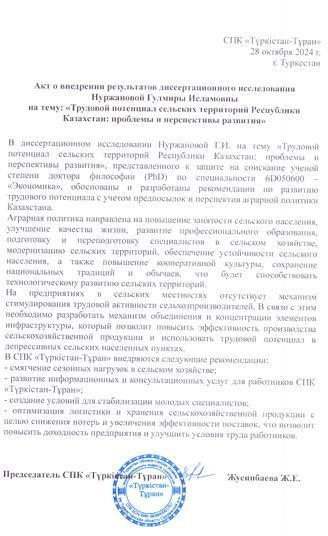 СПК «Түркістан-Тұран»
28 октября 2024 г.
г. Туркестан
Акт о внедрении результатов диссертационного исследования
Нуржановой Гулмиры Исламовны
на тему: «Трудовой потенциал сельских территорий Республики
Казахстан: проблемы и перспективы развития»
В диссертационном исследовании Нуржановой Г.И. на тему «Трудовой
потенциал сельских территорий Республики Казахстан: проблемы и
перспективы развития», представленного к защите на соискание ученой
степени доктора философии (PhD) по специальности 6D050600 –
«Экономика», обоснованы и разработаны рекомендации по развитию
трудового потенциала с учетом предпосылок и перспектив аграрной политики
Казахстана.
Аграрная политика направлена на повышение занятости сельского населения,
улучшение качества жизни, развитие профессионального образования,
подготовку и переподготовку специалистов в сельском хозяйстве,
модернизацию сельских территорий, обеспечение устойчивости сельского
населения, а также повышение кооперативной культуры, сохранение
национальных традиций и обычаев, что будет способствовать
технологическому развитию сельских территорий.
На предприятиях в сельских местностях отсутствует механизм
стимулирования трудовой активности сельхозпроизводителей. В связи с этим
необходимо разработать механизм объединения и концентрации элементов
инфраструктуры, который позволит повысить эффективность производства
сельскохозяйственной продукции и использовать трудовой потенциал в
депрессивных сельских населенных пунктах.
В СПК «Түркістан-Тұран» внедряются следующие рекомендации:
- смягчение сезонных нагрузок в сельском хозяйстве;
- развитие информационных и консультационных услуг для работников СПК
«Түркістан-Тұран»;
- создание условий для стабилизации молодых специалистов;
- оптимизация логистики и хранения сельскохозяйственной продукции с
целью снижения потерь и увеличения эффективности поставок, что позволит
повысить доходность предприятия и улучшить условия труда работников.
Председатель СПК «Түркістан-Тұран» Жусинбаева Ж.Е.
«Түркістан-
Тұран»